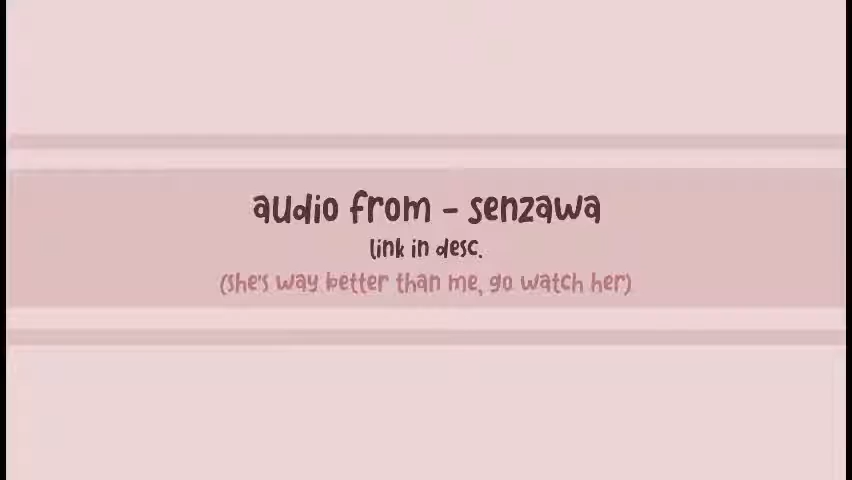 audio from - senzawa
link in desc.
(she's way better than me, go watch her)